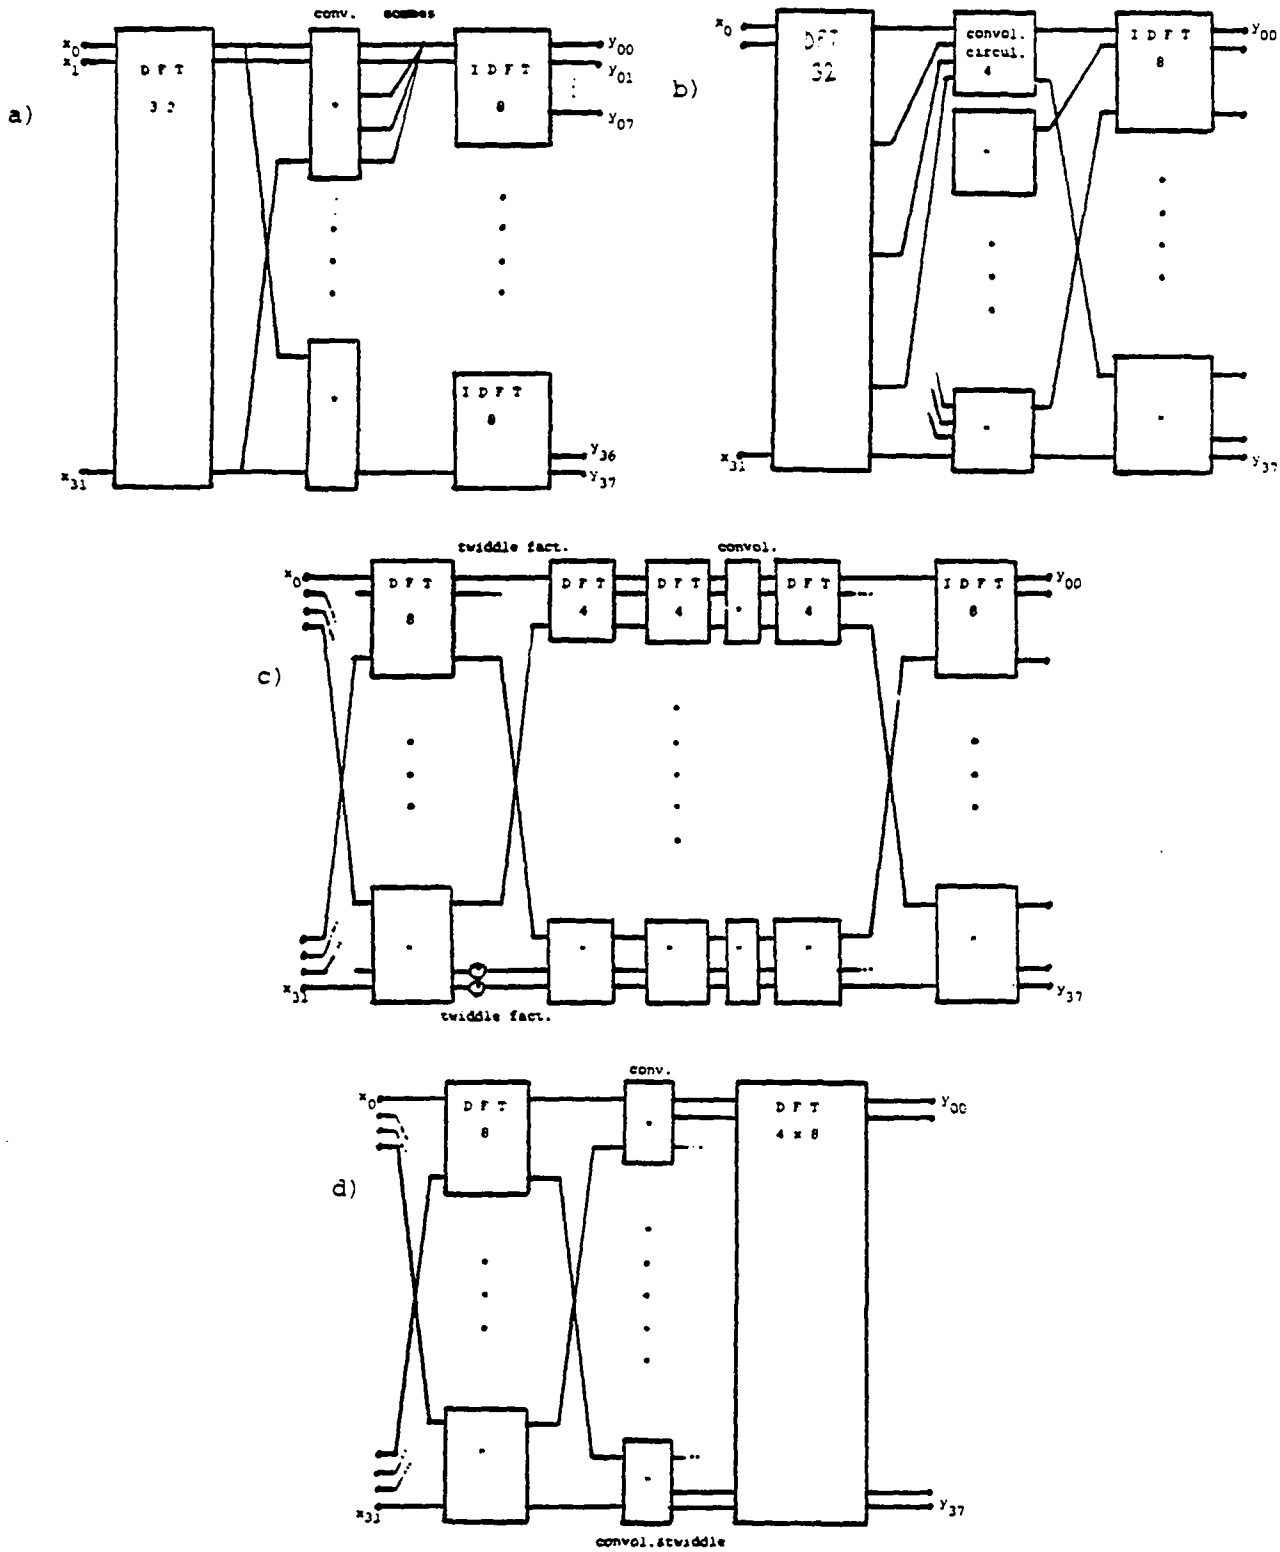 conv. sommes
a)
x0
x1
x31
D F T
3 2
"
"
I D F T
8
I D F T
8
y00
y01
y07
y36
y37
b)
x0
x31
DFT
32
convol.
circul.
4
"
"
I D F T
8
"
y00
y37
c)
twiddle fact.
convol.
x0
x31
D F T
8
D F T
4
D F T
4
"
D F T
4
I D F T
8
y00
"
"
"
"
"
"
y37
twiddle fact.
d)
conv.
x0
x31
D F T
8
"
D F T
4 x 8
y00
"
"
y37
convol.&twiddle